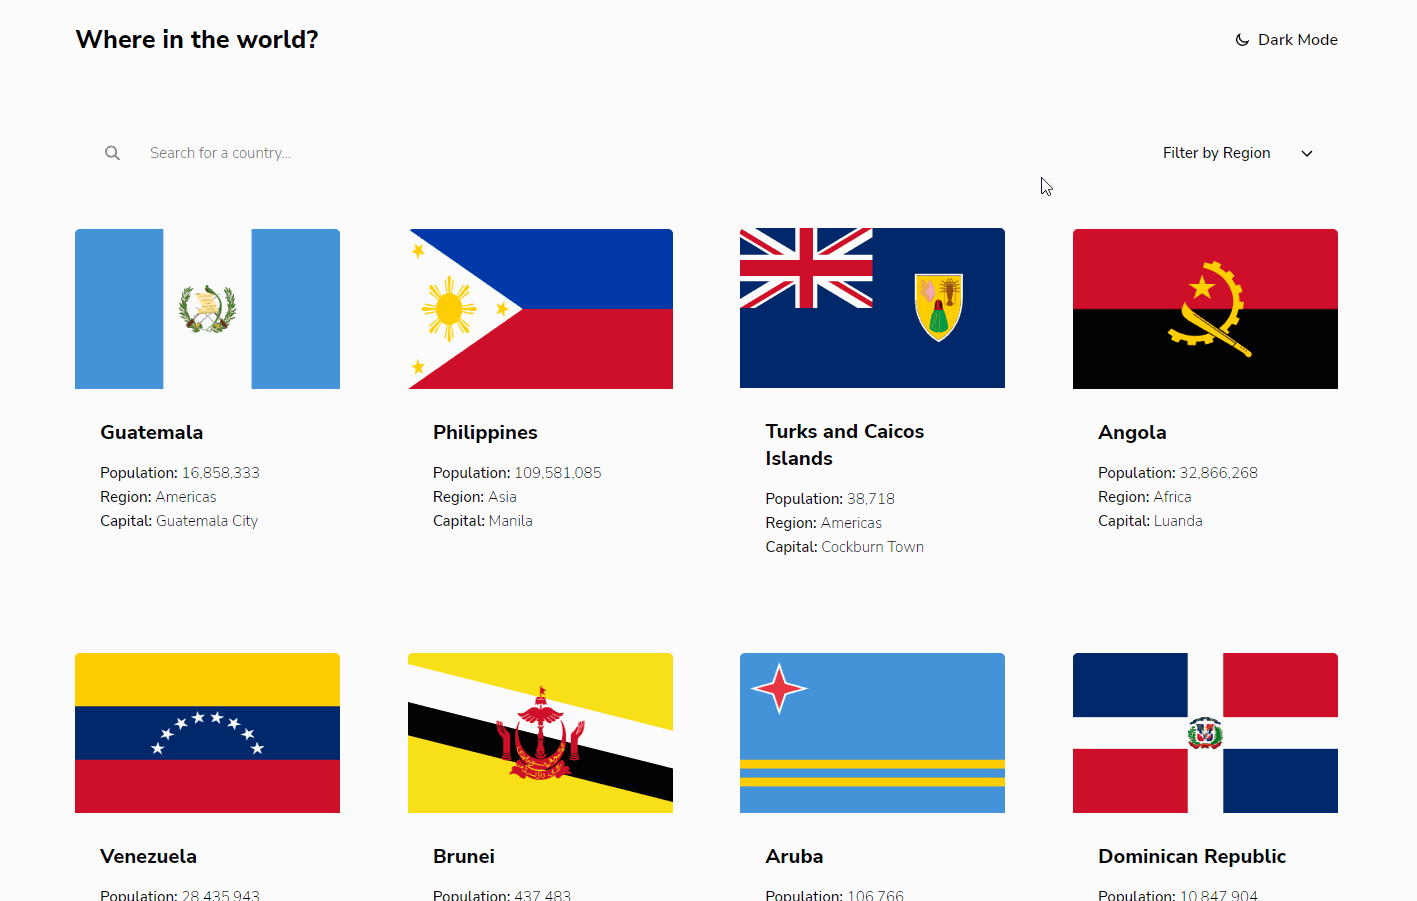 Where in the world?
Dark Mode
Search for a country...
Filter by Region
Guatemala
Population: 16,858,333
Region: Americas
Capital: Guatemala City
Philippines
Population: 109,581,085
Region: Asia
Capital: Manila
Turks and Caicos
Islands
Population: 38,718
Region: Americas
Capital: Cockburn Town
Angola
Population: 32,866,268
Region: Africa
Capital: Luanda
Venezuela
Population: 28,435,943
Brunei
Population: 437,483
Aruba
Population: 106,766
Dominican Republic
Population: 10,847,904